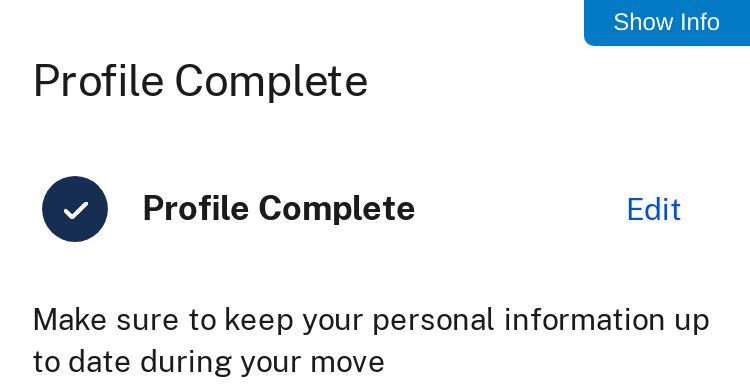 Show Info
Profile Complete
Profile Complete
Edit
Make sure to keep your personal information up
to date during your move